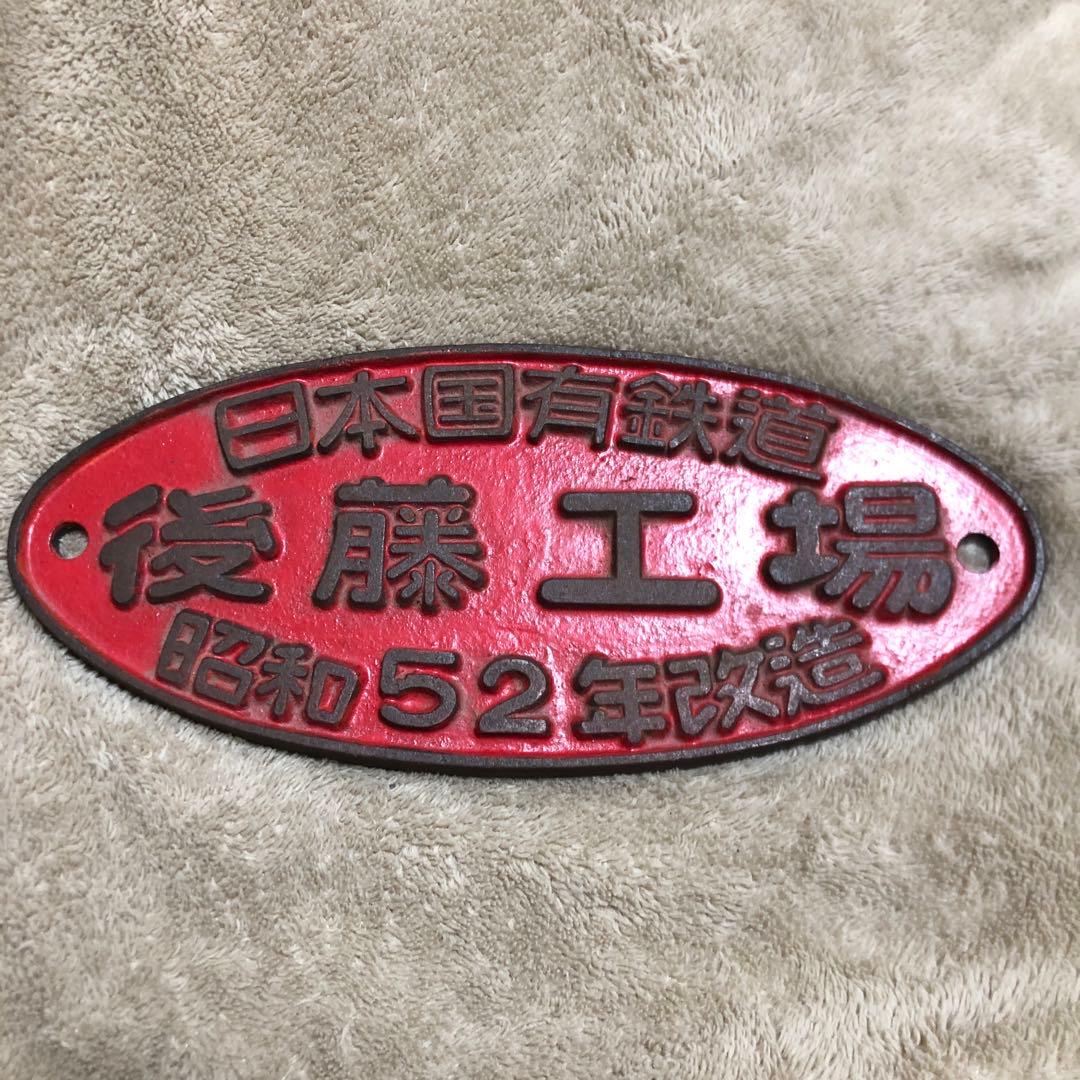 日本国有鉄道
後藤工場
昭和52年改造